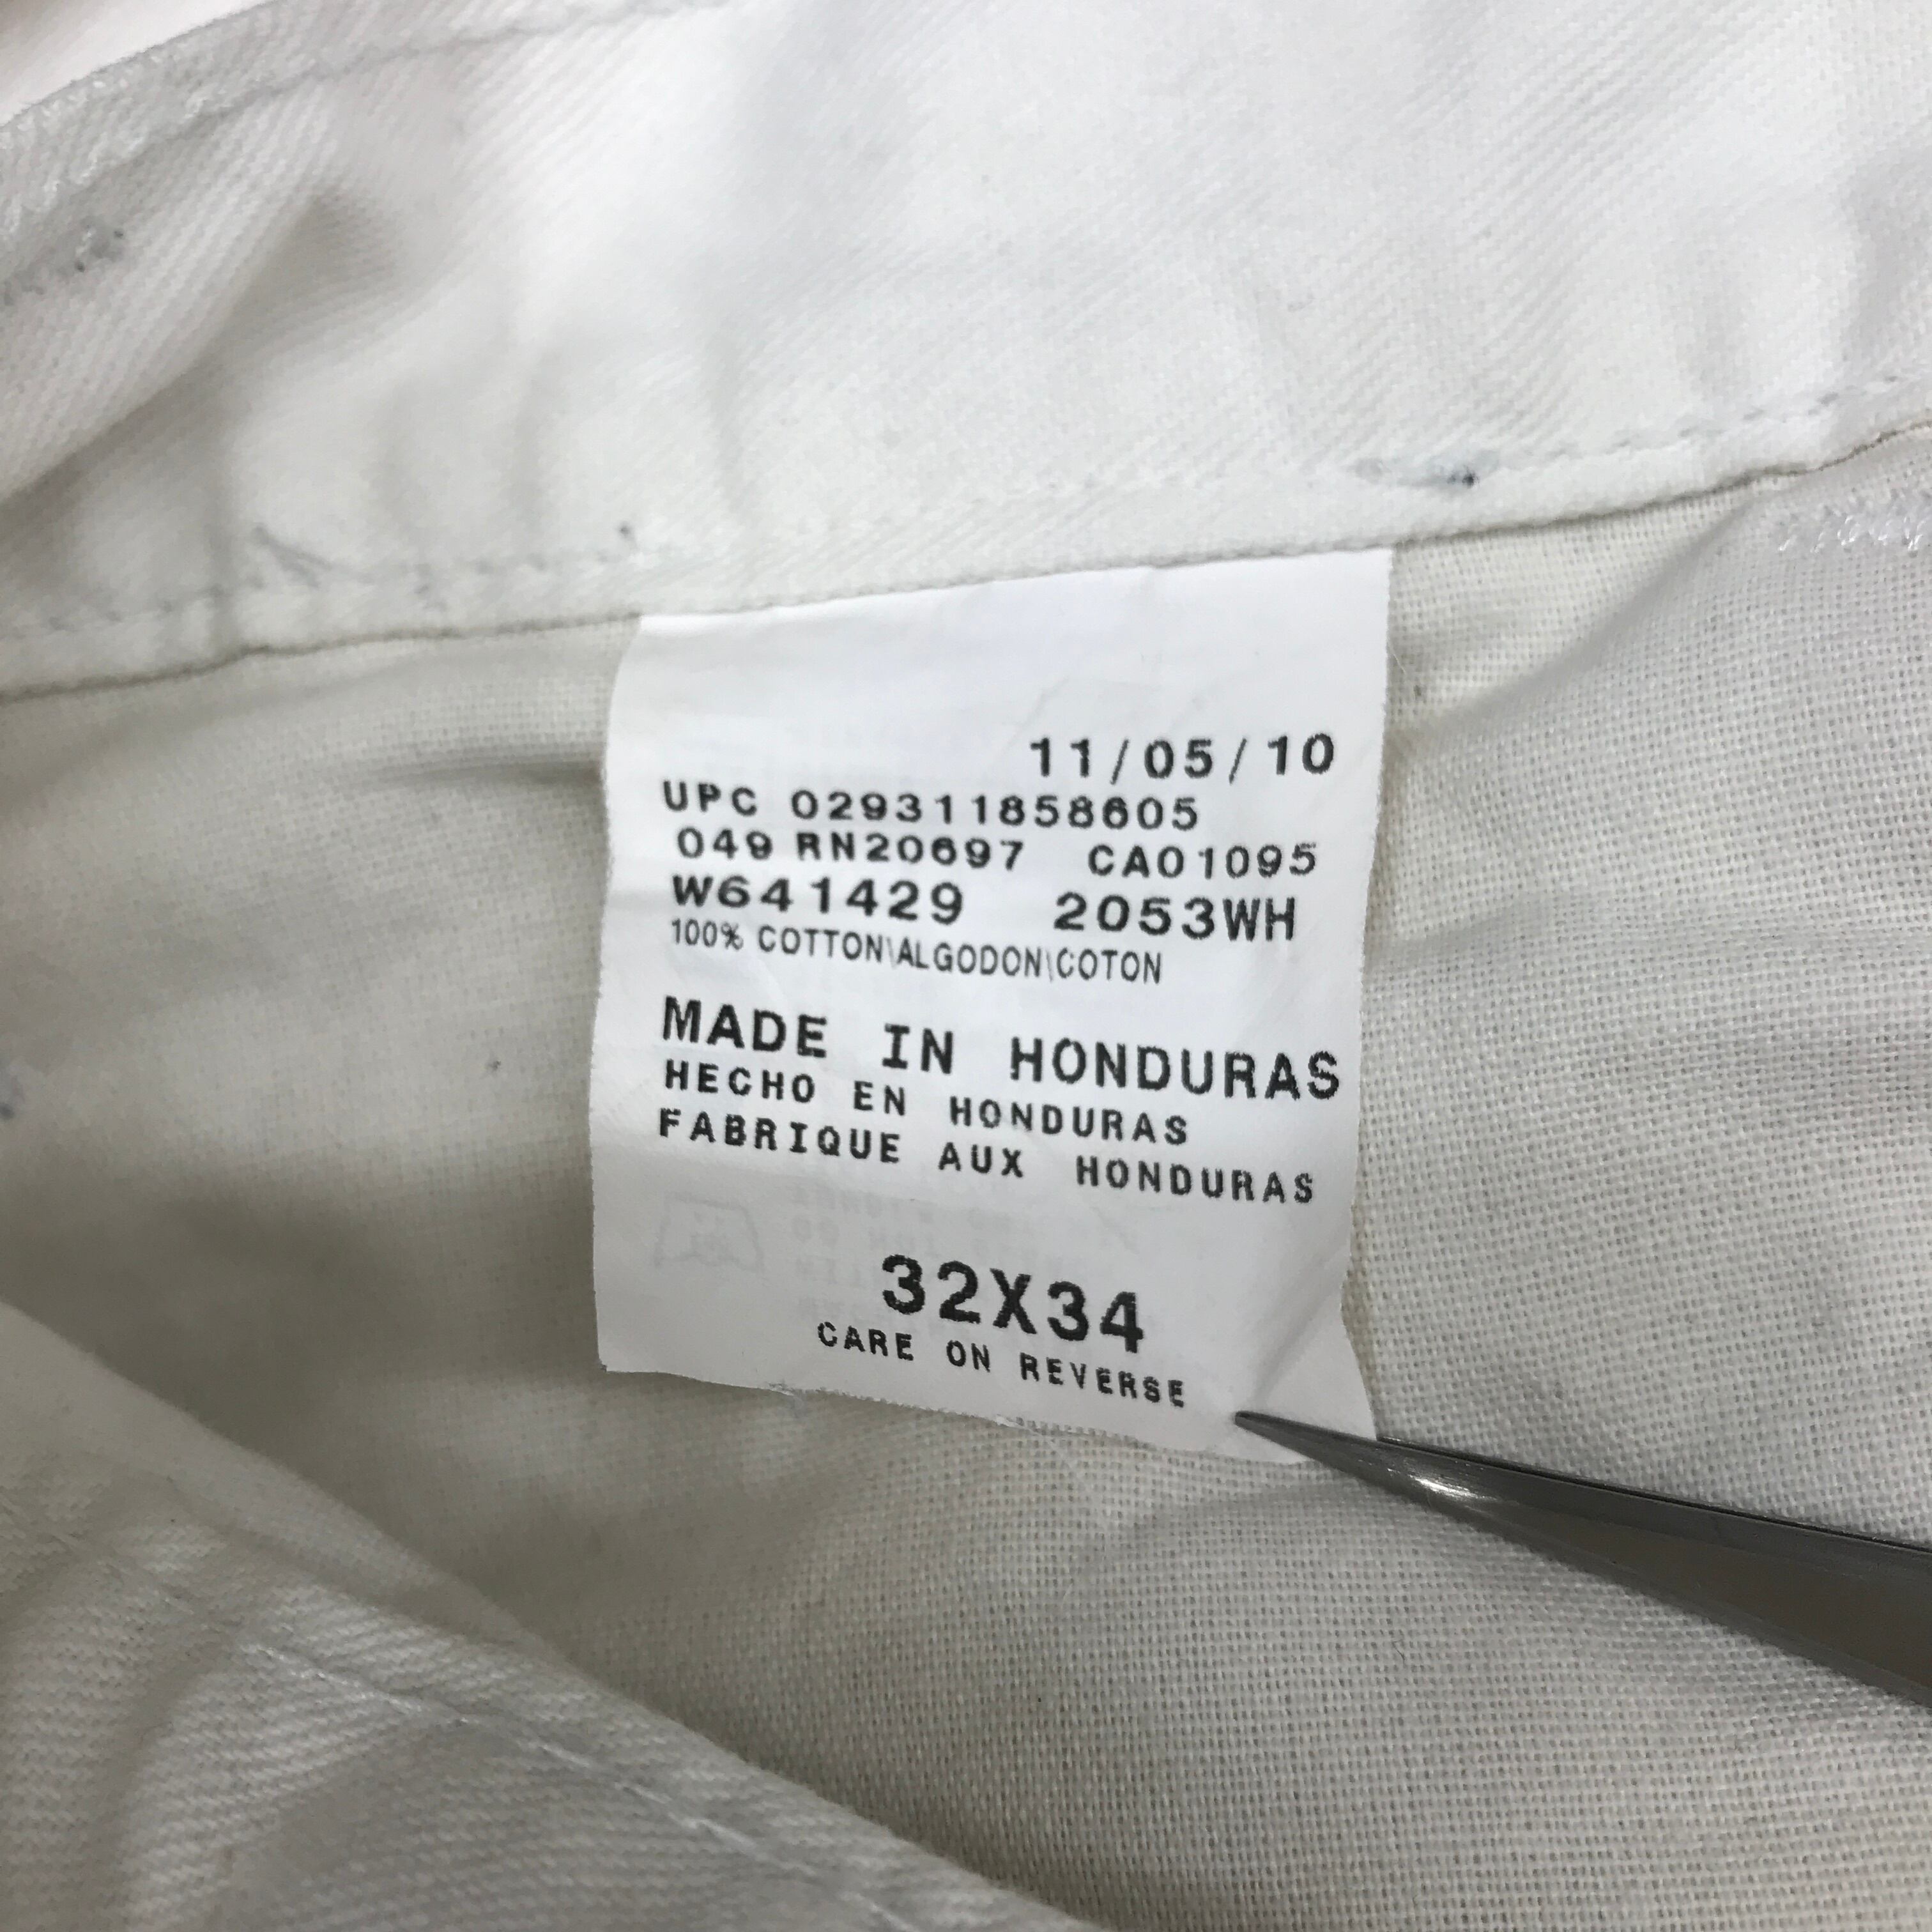 11/05/10
UPC 029311858605
049 RN20697 CA01095
W641429 2053WH
100% COTTON\ALGODON\COTON
MADE IN HONDURAS
HECHO EN HONDURAS
FABRIQUE AUX HONDURAS
32X34
CARE ON REVERSE